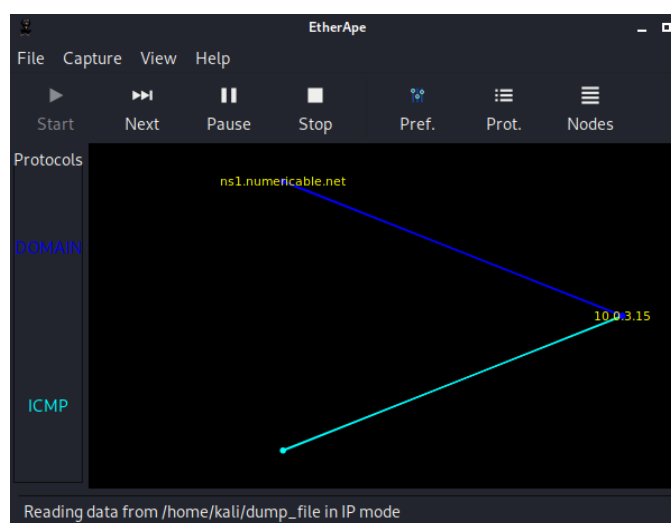 EtherApe
File Capture View Help
Start Next Pause Stop Pref. Prot. Nodes
Protocols
ns1.numericable.net
DOMAIN
10.0.3.15
ICMP
Reading data from /home/kali/dump_file in IP mode